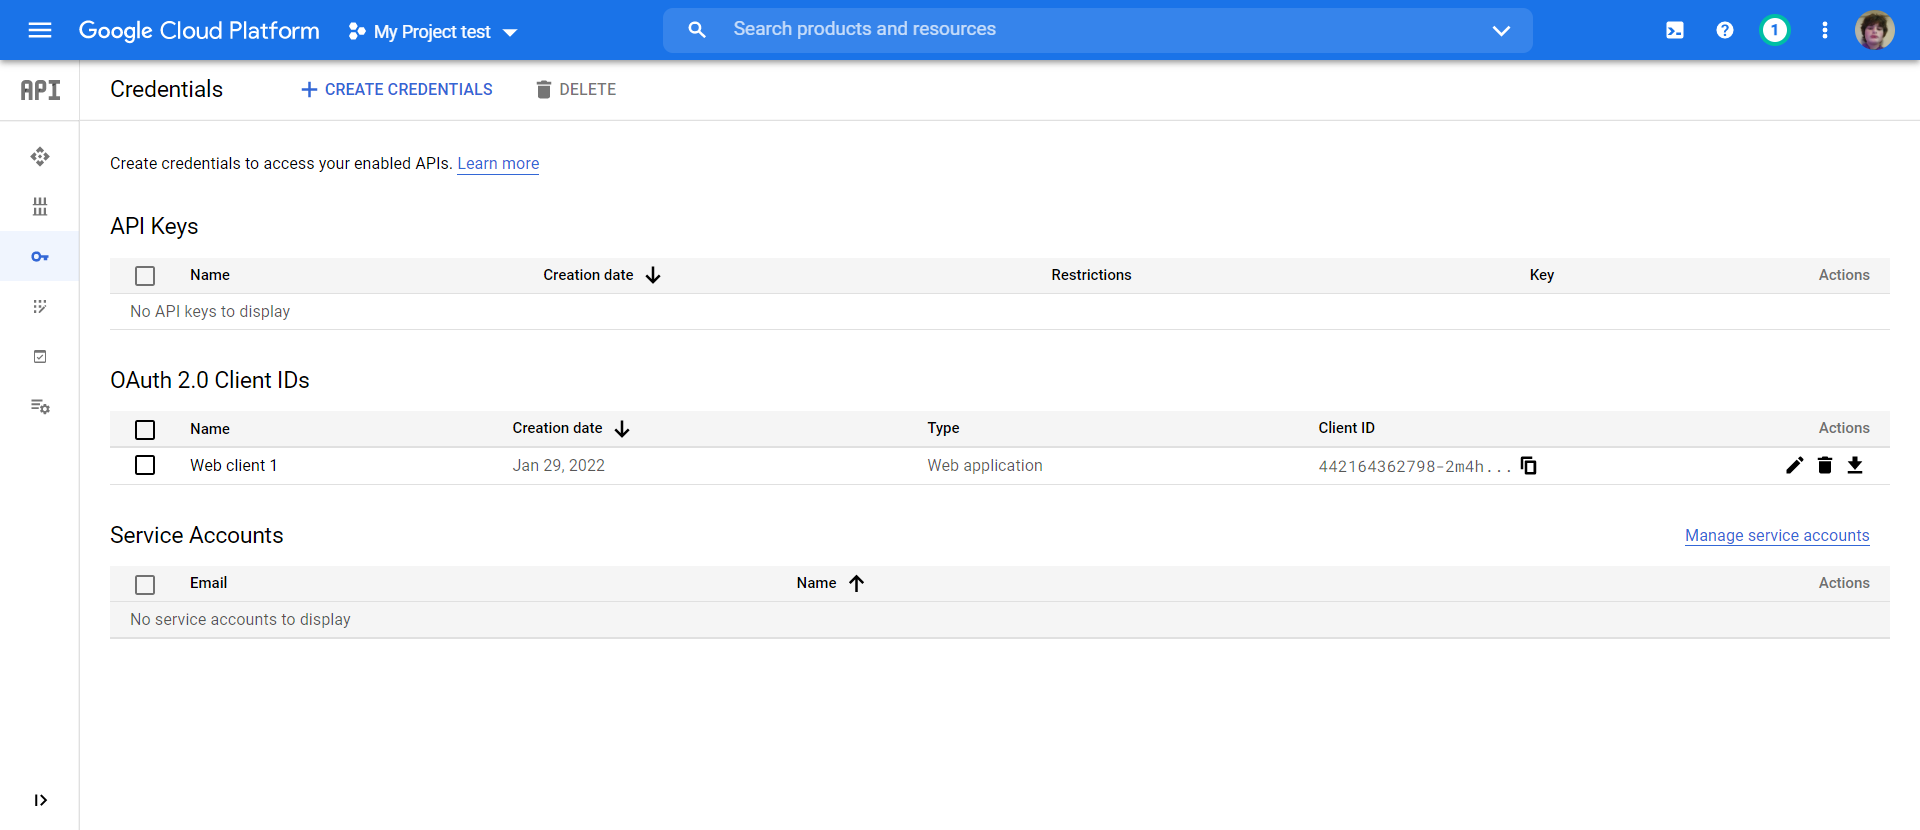 Google Cloud Platform My Project test Search products and resources 1
API Credentials CREATE CREDENTIALS DELETE
Create credentials to access your enabled APIs. Learn more
API Keys
Name Creation date Restrictions Key Actions
No API keys to display
OAuth 2.0 Client IDs
Name Creation date Type Client ID Actions
Web client 1 Jan 29, 2022 Web application 442164362798-2m4h...
Service Accounts Manage service accounts
Email Name Actions
No service accounts to display